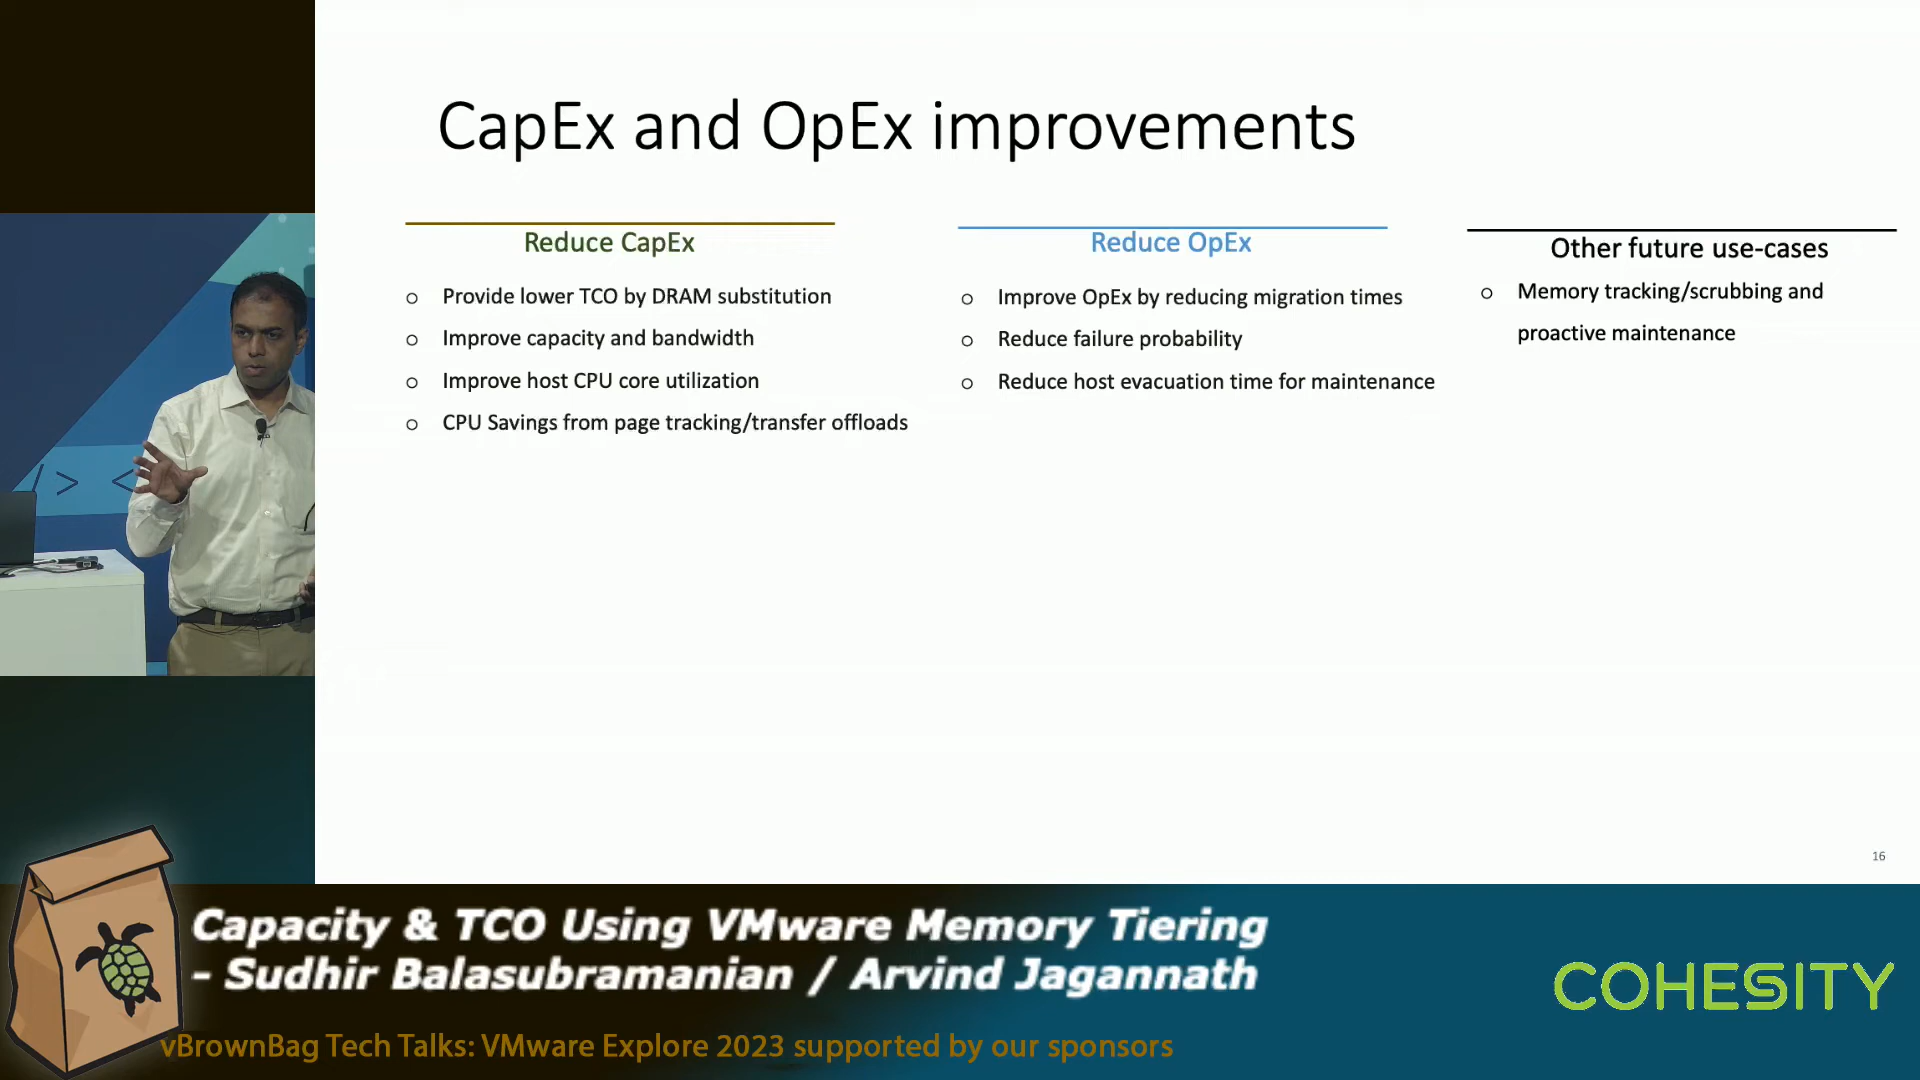 CapEx and OpEx improvements
Reduce CapEx
o Provide lower TCO by DRAM substitution
o Improve capacity and bandwidth
o Improve host CPU core utilization
o CPU Savings from page tracking/transfer offloads
Reduce OpEx
o Improve OpEx by reducing migration times
o Reduce failure probability
o Reduce host evacuation time for maintenance
Other future use-cases
o Memory tracking/scrubbing and
proactive maintenance
/> <
16
Capacity & TCO Using VMware Memory Tiering
- Sudhir Balasubramanian / Arvind Jagannath
COHESITY
vBrownBag Tech Talks: VMware Explore 2023 supported by our sponsors